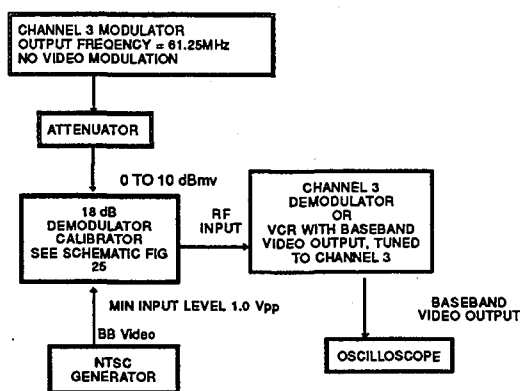 CHANNEL 3 MODULATOR
OUTPUT FREQENCY = 61.25MHz
NO VIDEO MODULATION
ATTENUATOR
0 TO 10 dBmv
18 dB
DEMODULATOR
CALIBRATOR
SEE SCHEMATIC FIG
25
RF
INPUT
CHANNEL 3
DEMODULATOR
OR
VCR WITH BASEBAND
VIDEO OUTPUT, TUNED
TO CHANNEL 3
MIN INPUT LEVEL 1.0 Vpp
BB Video
NTSC
GENERATOR
BASEBAND
VIDEO OUTPUT
OSCILLOSCOPE